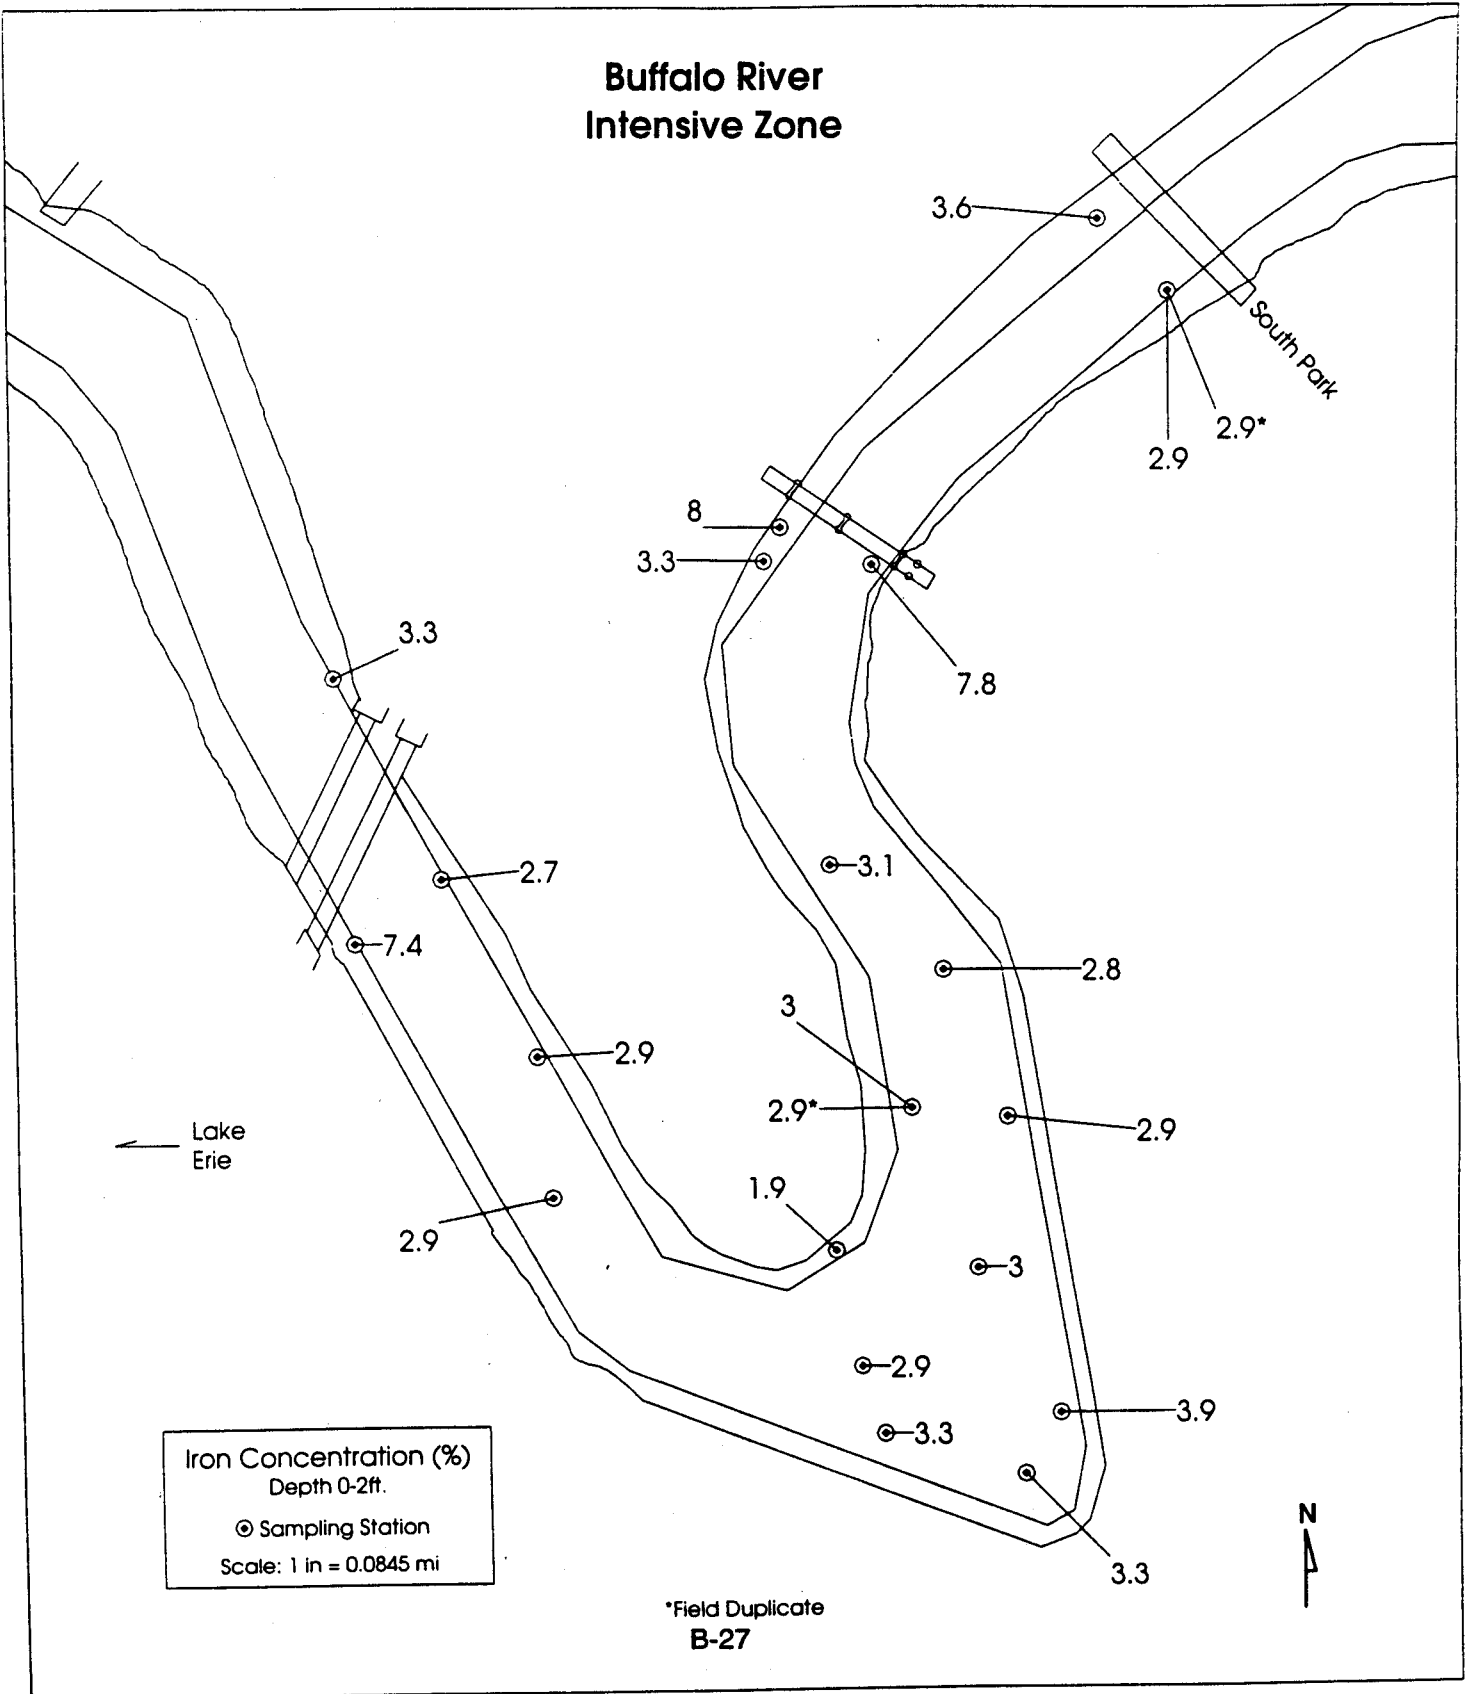 Buffalo River
Intensive Zone
3.6
South Park
2.9*
2.9
8
3.3
7.8
3.3
3.1
2.7
7.4
2.8
3
2.9
2.9*
2.9
Lake
Erie
1.9
2.9
3
2.9
3.9
3.3
3.3
Iron Concentration (%)
Depth 0-2ft.
Sampling Station
Scale: 1 in = 0.0845 mi
N
*Field Duplicate
B-27